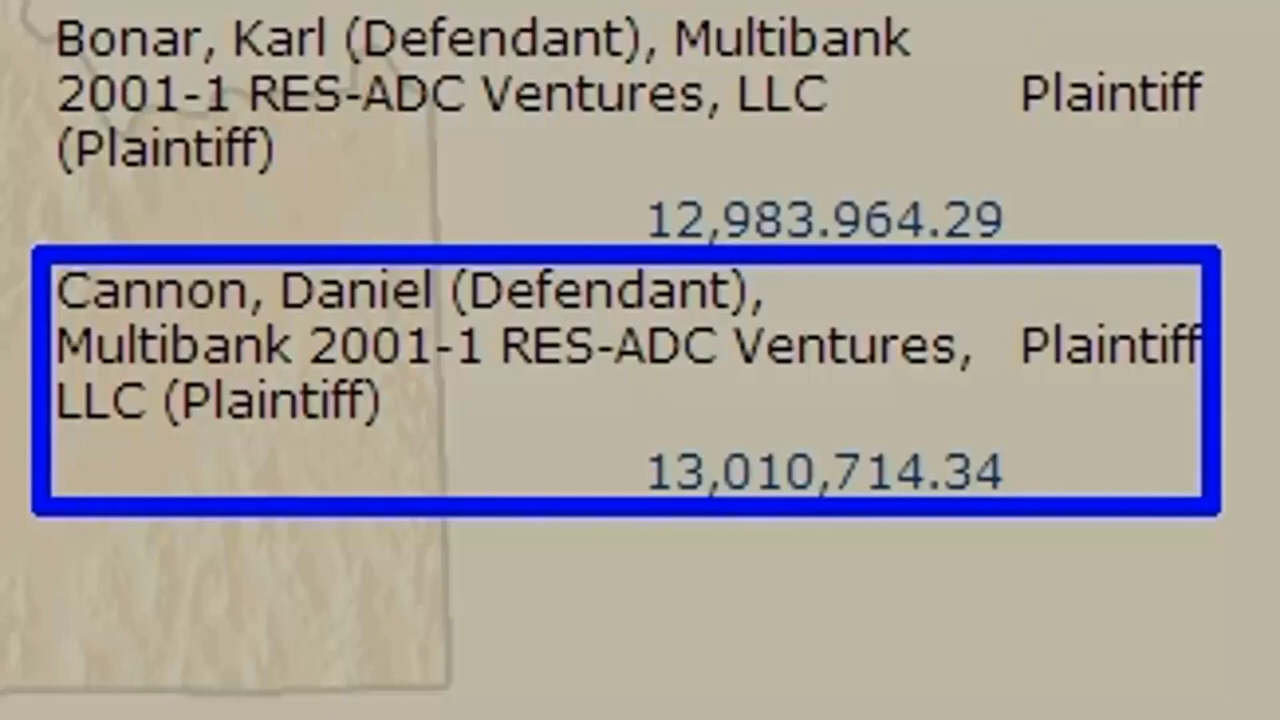 Bonar, Karl (Defendant), Multibank
2001-1 RES-ADC Ventures, LLC Plaintiff
(Plaintiff)
12,983.964.29
Cannon, Daniel (Defendant),
Multibank 2001-1 RES-ADC Ventures, Plaintiff
LLC (Plaintiff)
13,010,714.34